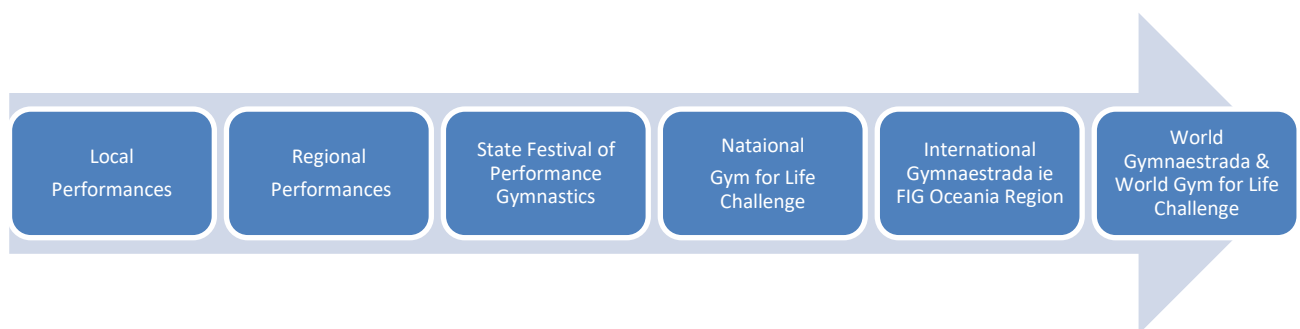 Local
Performances
Regional
Performances
State Festival of
Performance
Gymnastics
Nataional
Gym for Life
Challenge
International
Gymnaestrada ie
FIG Oceania Region
World
Gymnaestrada &
World Gym for Life
Challenge